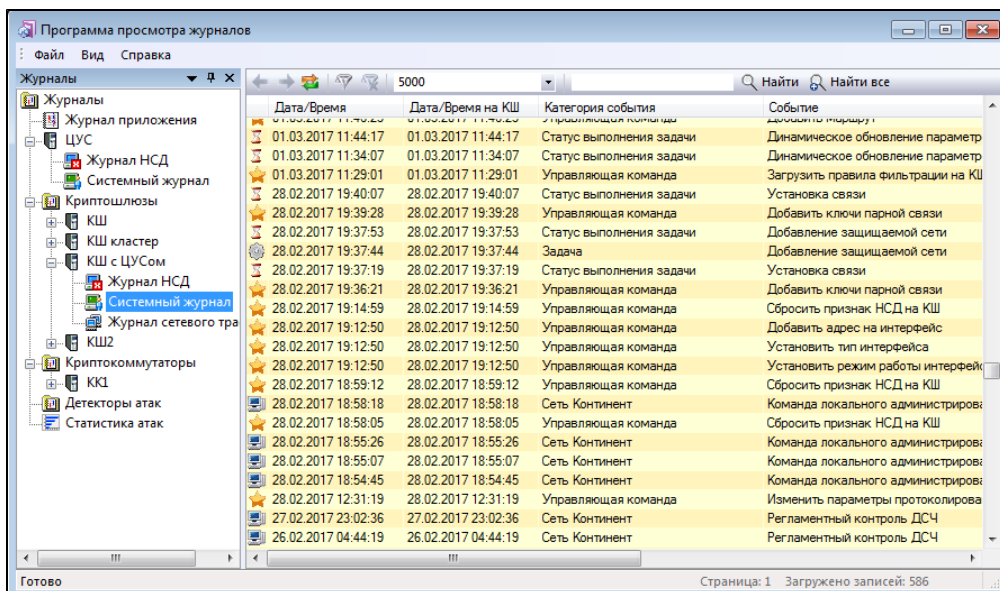 Программа просмотра журналов
Файл Вид Справка
Журналы
5000 Найти Найти все
Журналы
Журнал приложения
ЦУС
Журнал НСД
Системный журнал
Криптошлюзы
КШ
КШ кластер
КШ с ЦУСом
Журнал НСД
Системный журнал
Журнал сетевого тра
КШ2
Криптокоммутаторы
КК1
Детекторы атак
Статистика атак
Дата/Время Дата/Время на КШ Категория события Событие
01.03.2017 11:44:17 01.03.2017 11:44:17 Статус выполнения задачи Динамическое обновление параметр
01.03.2017 11:34:07 01.03.2017 11:34:07 Статус выполнения задачи Динамическое обновление параметр
01.03.2017 11:29:01 01.03.2017 11:29:01 Управляющая команда Загрузить правила фильтрации на КШ
28.02.2017 19:40:07 28.02.2017 19:40:07 Статус выполнения задачи Установка связи
28.02.2017 19:39:28 28.02.2017 19:39:28 Управляющая команда Добавить ключи парной связи
28.02.2017 19:37:53 28.02.2017 19:37:53 Статус выполнения задачи Добавление защищаемой сети
28.02.2017 19:37:44 28.02.2017 19:37:44 Задача Добавление защищаемой сети
28.02.2017 19:37:19 28.02.2017 19:37:19 Статус выполнения задачи Установка связи
28.02.2017 19:36:21 28.02.2017 19:36:21 Управляющая команда Добавить ключи парной связи
28.02.2017 19:14:59 28.02.2017 19:14:59 Управляющая команда Сбросить признак НСД на КШ
28.02.2017 19:12:50 28.02.2017 19:12:50 Управляющая команда Добавить адрес на интерфейс
28.02.2017 19:12:50 28.02.2017 19:12:50 Управляющая команда Установить тип интерфейса
28.02.2017 19:12:50 28.02.2017 19:12:50 Управляющая команда Установить режим работы интерфей
28.02.2017 18:59:12 28.02.2017 18:59:12 Управляющая команда Сбросить признак НСД на КШ
28.02.2017 18:58:18 28.02.2017 18:58:18 Сеть Континент Команда локального администрирова
28.02.2017 18:58:05 28.02.2017 18:58:05 Управляющая команда Сбросить признак НСД на КШ
28.02.2017 18:55:26 28.02.2017 18:55:26 Сеть Континент Команда локального администрирова
28.02.2017 18:55:07 28.02.2017 18:55:07 Сеть Континент Команда локального администрирова
28.02.2017 18:54:45 28.02.2017 18:54:45 Сеть Континент Команда локального администрирова
28.02.2017 12:31:19 28.02.2017 12:31:19 Управляющая команда Изменить параметры протоколирова
27.02.2017 23:02:36 27.02.2017 23:02:36 Сеть Континент Регламентный контроль ДСЧ
26.02.2017 04:44:19 26.02.2017 04:44:19 Сеть Континент Регламентный контроль ДСЧ
Готово Страница: 1 Загружено записей: 586